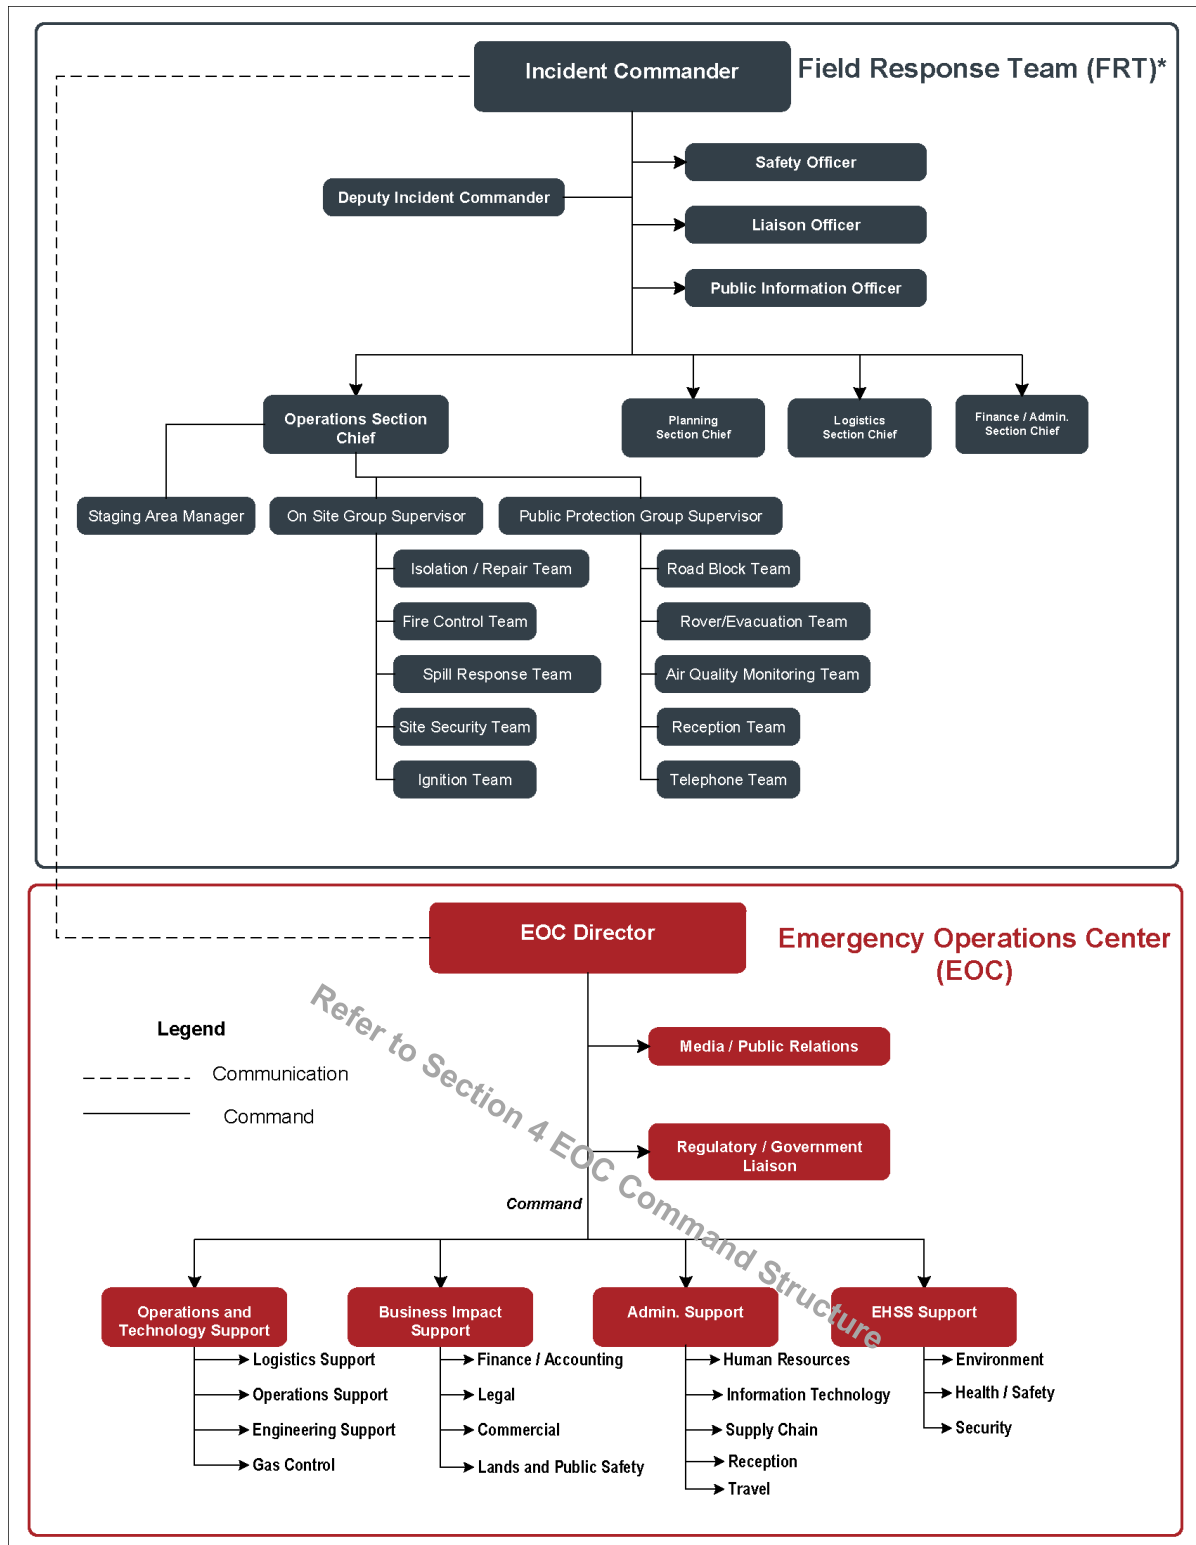 Incident Commander
Field Response Team (FRT)*
Safety Officer
Deputy Incident Commander
Liaison Officer
Public Information Officer
Operations Section
Chief
Planning
Section Chief
Logistics
Section Chief
Finance / Admin.
Section Chief
Staging Area Manager
On Site Group Supervisor
Public Protection Group Supervisor
Isolation / Repair Team
Road Block Team
Fire Control Team
Rover/Evacuation Team
Spill Response Team
Air Quality Monitoring Team
Site Security Team
Reception Team
Ignition Team
Telephone Team
EOC Director
Emergency Operations Center
(EOC)
Refer to Section 4 EOC Command Structure
Legend
Communication
Command
Media / Public Relations
Regulatory / Government
Liaison
Command
Operations and
Technology Support
Business Impact
Support
Admin. Support
EHSS Support
Logistics Support
Operations Support
Engineering Support
Gas Control
Finance / Accounting
Legal
Commercial
Lands and Public Safety
Human Resources
Information Technology
Supply Chain
Reception
Travel
Environment
Health / Safety
Security